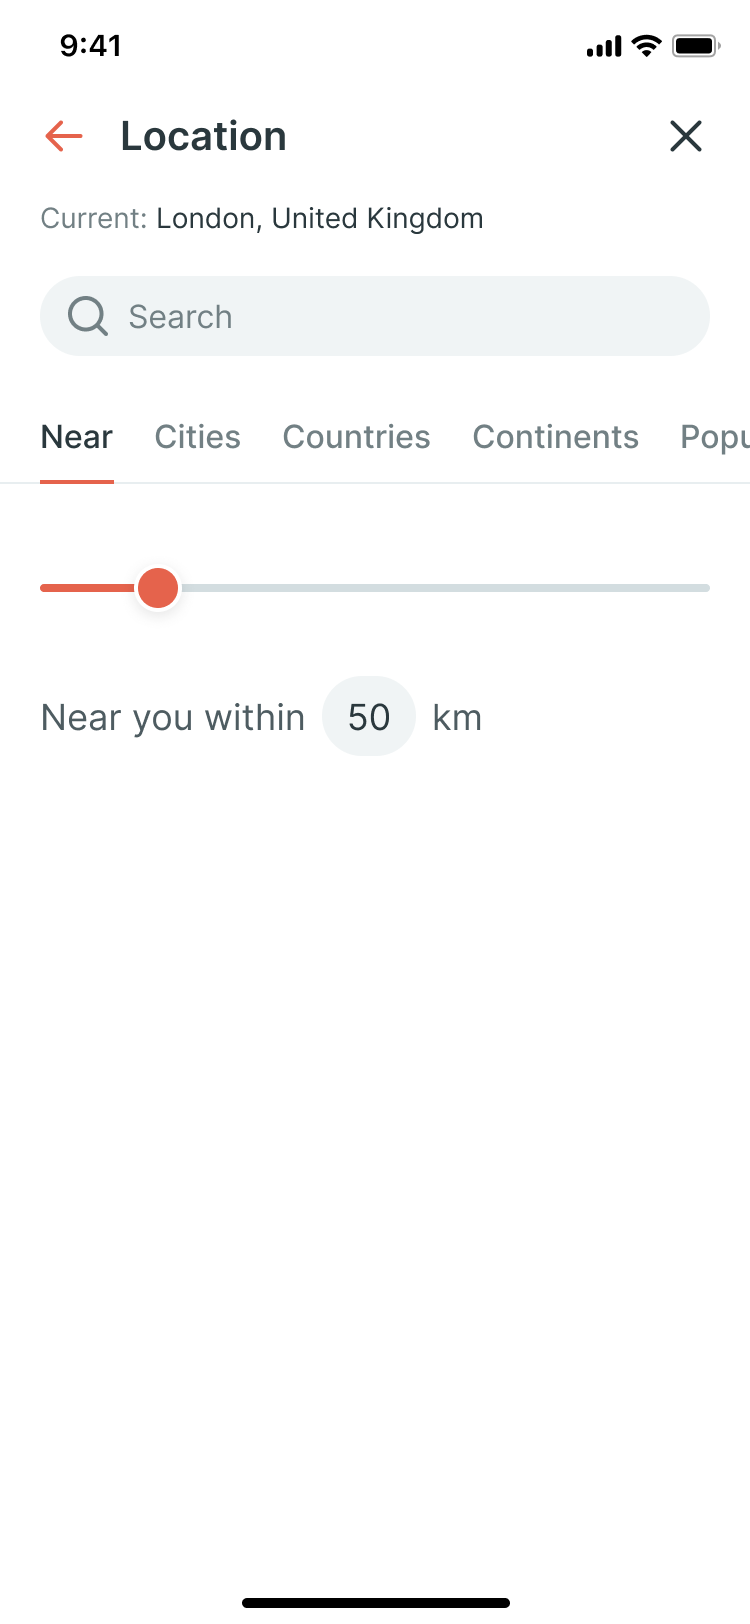 9:41
Location
Current: London, United Kingdom
Search
Near Cities Countries Continents Popu
Near you within 50 km